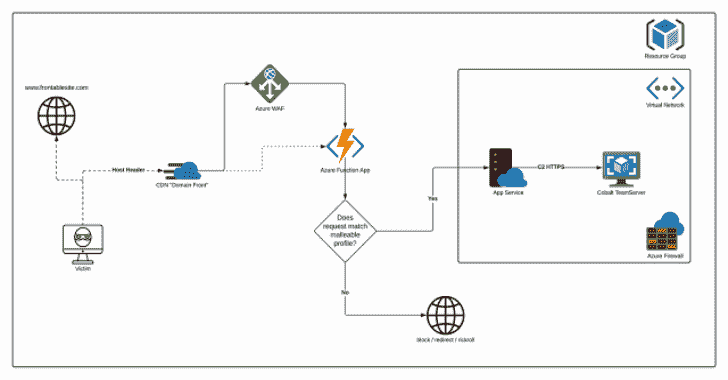 Resource Group
www.frontablesite.com
Virtual Network
Azure WAF
Host Header
CDN "Domain Front"
Azure Function App
C2 HTTPS
App Service
Cobalt TeamServer
Yes
Does
request match
malleable
profile?
Azure Firewall
Victim
No
Block / redirect / rickroll